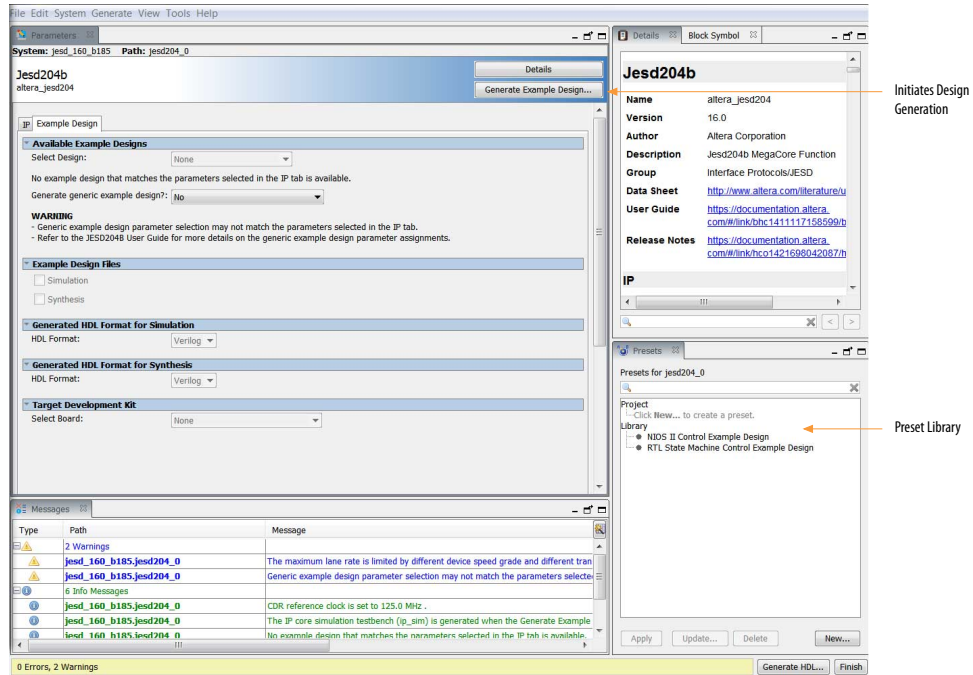 File Edit System Generate View Tools Help
Parameters
System: jesd_160_b185 Path: jesd204_0
Jesd204b
altera_jesd204
Details
Generate Example Design...
IP
Example Design
Available Example Designs
Select Design: None
No example design that matches the parameters selected in the IP tab is available.
Generate generic example design?: No
WARNING
- Generic example design parameter selection may not match the parameters selected in the IP tab.
- Refer to the JESD204B User Guide for more details on the generic example design parameter assignments.
Example Design Files
Simulation
Synthesis
Generated HDL Format for Simulation
HDL Format: Verilog
Generated HDL Format for Synthesis
HDL Format: Verilog
Target Development Kit
Select Board: None
Messages
Type Path Message
2 Warnings
jesd_160_b185.jesd204_0 The maximum lane rate is limited by different device speed grade and different tran
jesd_160_b185.jesd204_0 Generic example design parameter selection may not match the parameters selecte
6 Info Messages
jesd_160_b185.jesd204_0 CDR reference clock is set to 125.0 MHz .
jesd_160_b185.jesd204_0 The IP core simulation testbench (ip_sim) is generated when the Generate Example
jesd_160_b185.jesd204_0 No example design that matches the parameters selected in the IP tab is available.
0 Errors, 2 Warnings
Details
Block Symbol
Jesd204b
Name altera_jesd204
Version 16.0
Author Altera Corporation
Description Jesd204b MegaCore Function
Group Interface Protocols/JESD
Data Sheet http://www.altera.com/literature/u
User Guide https://documentation.altera.
com/#/link/bhc1411117158599/b
Release Notes https://documentation.altera.
com/#/link/hco1421698042087/h
IP
< >
Presets
Presets for jesd204_0
Project
Click New... to create a preset.
Library
NIOS II Control Example Design
RTL State Machine Control Example Design
Apply Update... Delete New...
Generate HDL... Finish
Initiates Design
Generation
Preset Library